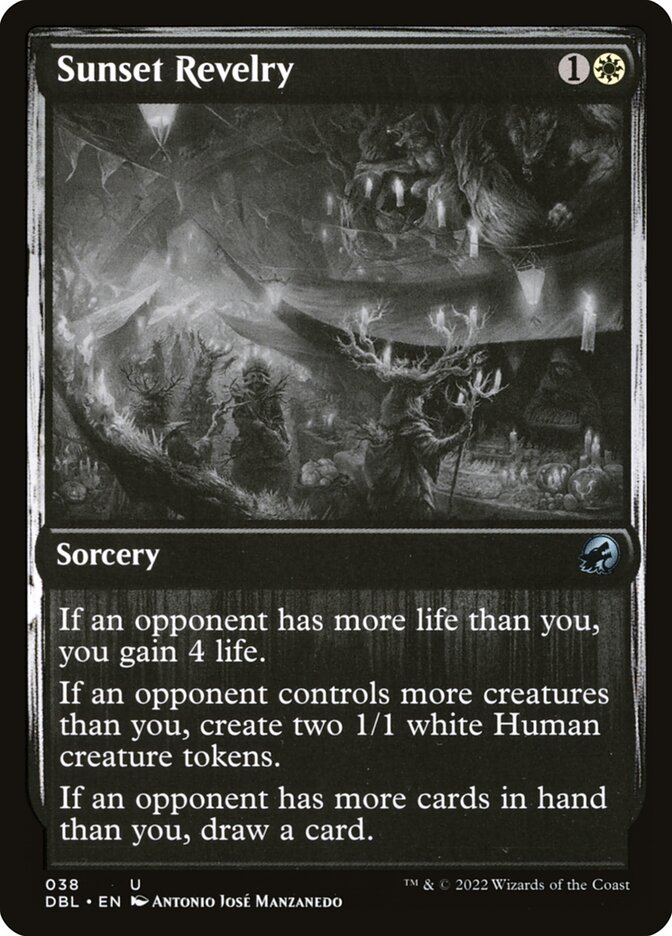 Sunset Revelry 1
Sorcery
If an opponent has more life than you,
you gain 4 life.
If an opponent controls more creatures
than you, create two 1/1 white Human
creature tokens.
If an opponent has more cards in hand
than you, draw a card.
038 U ™ & © 2022 Wizards of the Coast
DBL • EN Antonio José Manzanedo